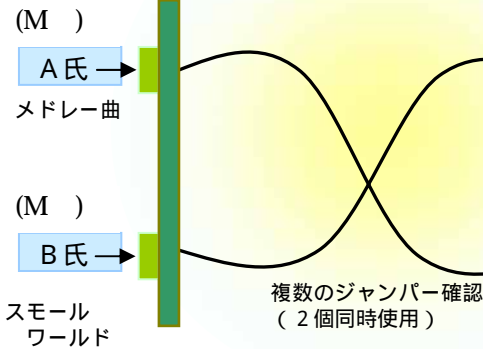 (M　)
A氏
メドレー曲
(M　)
B氏
スモール
ワールド
複数のジャンパー確認
(２個同時使用)